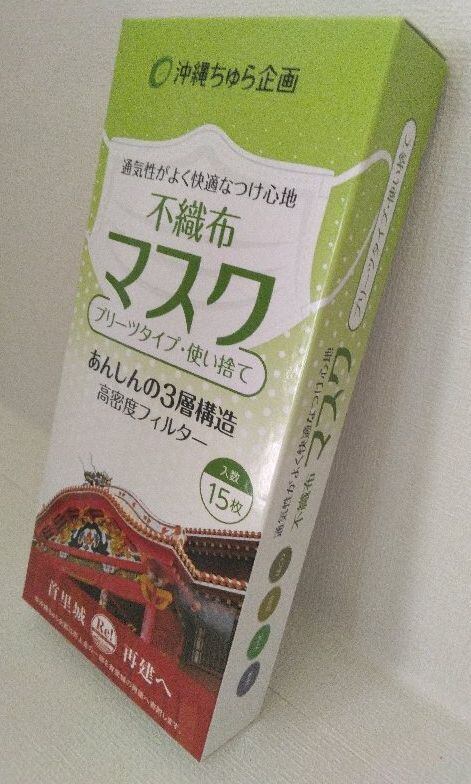 沖縄ちゅら企画
通気性がよく快適なつけ心地
不織布
マスク
プリーツタイプ・使い捨て
あんしんの3層構造
高密度フィルター
入数
15枚
首里城
Re!
再建へ
通気性がよく快適なつけ心地
不織布
マスク
プリーツタイプ・使い捨て